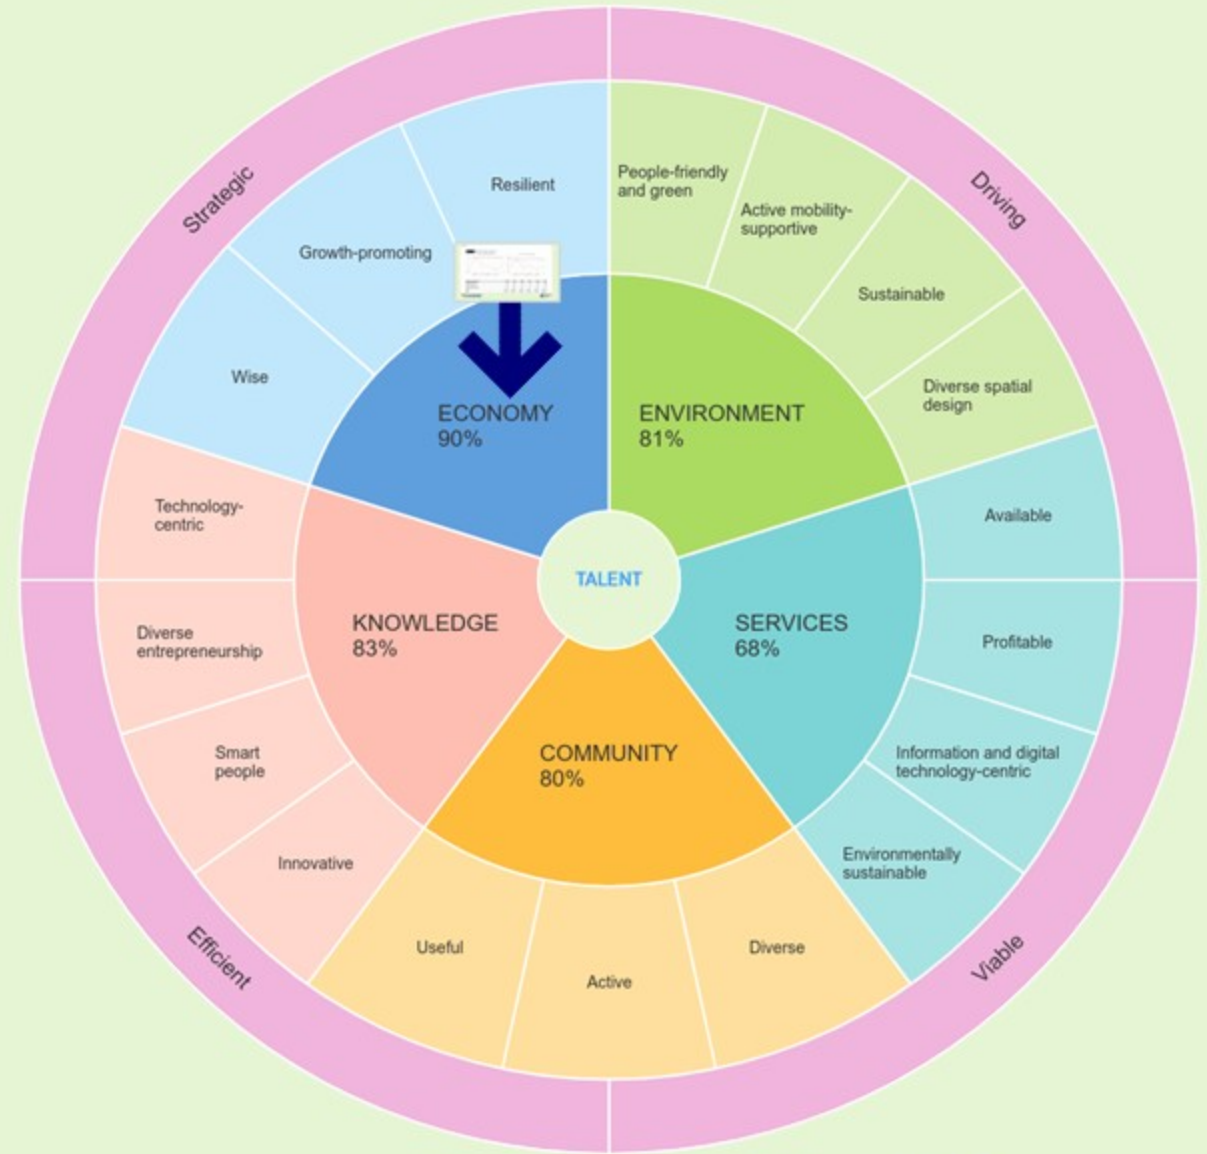 Strategic
Driving
Resilient
People-friendly
and green
Active mobility-
supportive
Growth-promoting
Sustainable
Wise
Diverse spatial
design
ECONOMY
90%
ENVIRONMENT
81%
Technology-
centric
Available
TALENT
KNOWLEDGE
83%
SERVICES
68%
Diverse
entrepreneurship
Profitable
Smart
people
COMMUNITY
80%
Information and digital
technology-centric
Innovative
Environmentally
sustainable
Useful
Active
Diverse
Efficient
Viable